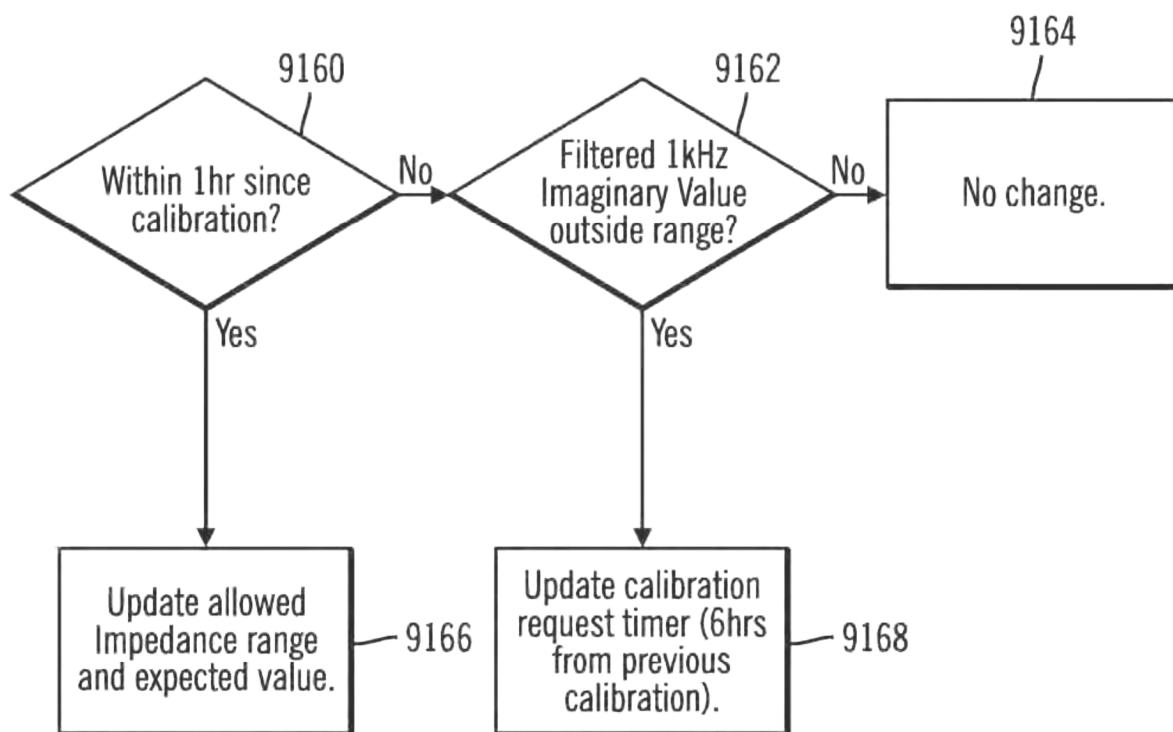 9160
Within 1hr since
calibration?
No
Yes
9162
Filtered 1kHz
Imaginary Value
outside range?
No
Yes
9164
No change.
Update allowed
Impedance range
and expected value.
9166
Update calibration
request timer (6hrs
from previous
calibration).
9168